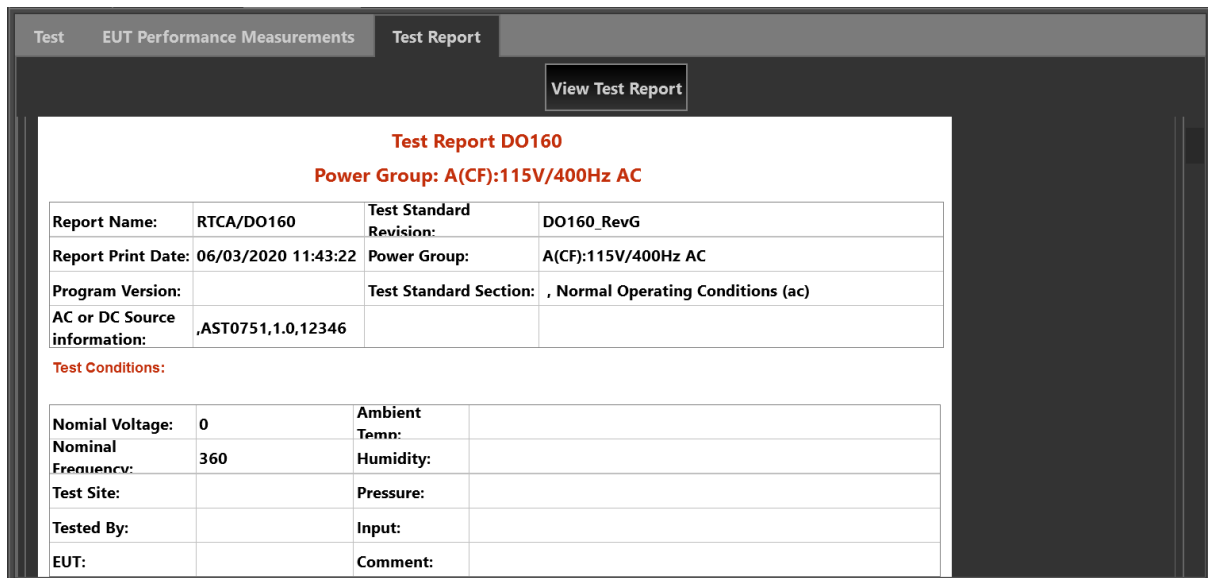 Test EUT Performance Measurements Test Report
View Test Report
Test Report DO160
Power Group: A(CF):115V/400Hz AC
Report Name: RTCA/DO160 Test Standard Revision: DO160_RevG
Report Print Date: 06/03/2020 11:43:22 Power Group: A(CF):115V/400Hz AC
Program Version: Test Standard Section: , Normal Operating Conditions (ac)
AC or DC Source information: ,AST0751,1.0,12346
Test Conditions:
Nomial Voltage: 0 Ambient Temp:
Nominal Frequency: 360 Humidity:
Test Site: Pressure:
Tested By: Input:
EUT: Comment: